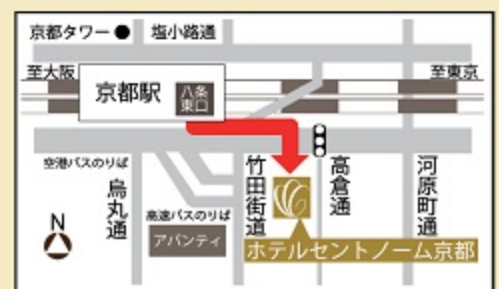 京都タワー● 塩小路通
至大阪
至東京
京都駅
八条
東口
空港バスのりば
烏丸通
高速バスのりば
アバンティ
竹田街道
高倉通
河原町通
N
ホテルセントノーム京都